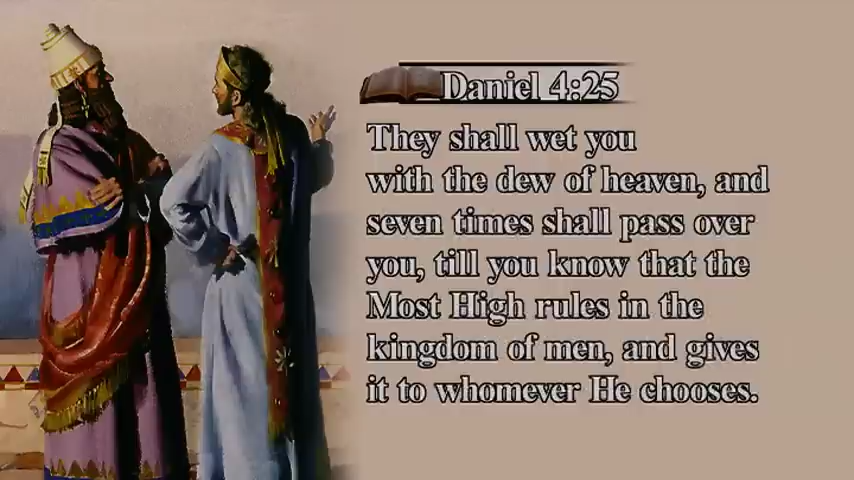 Daniel 4:25
They shall wet you
with the dew of heaven, and
seven times shall pass over
you, till you know that the
Most High rules in the
kingdom of men, and gives
it to whomever He chooses.